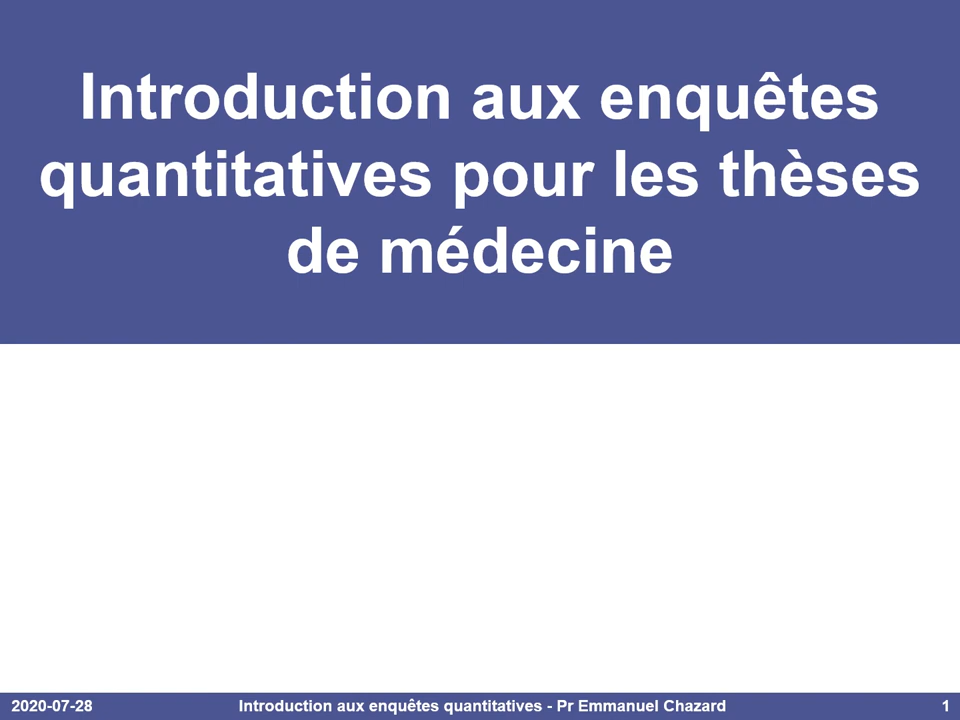 Introduction aux enquêtes
quantitatives pour les thèses
de médecine
2020-07-28 Introduction aux enquêtes quantitatives - Pr Emmanuel Chazard 1